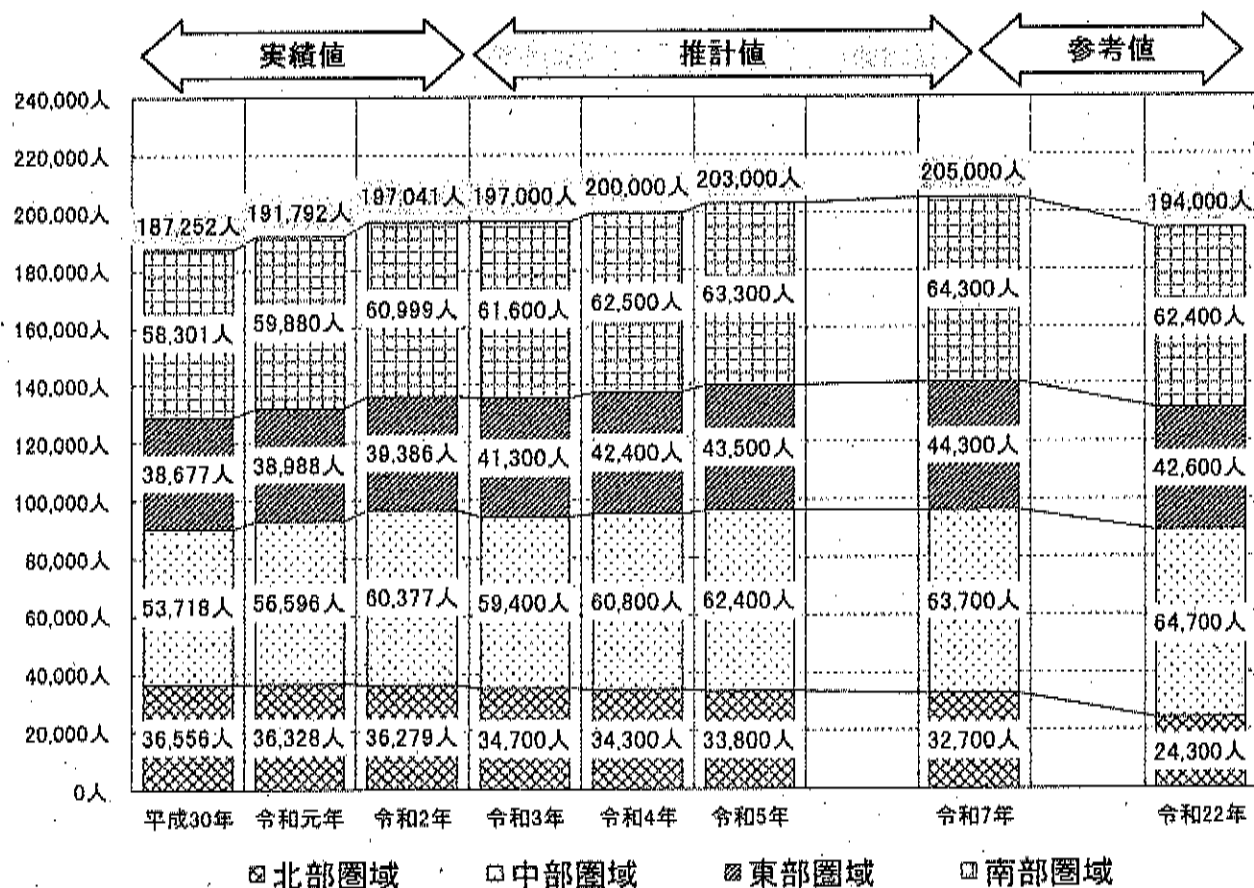 実績値 推計値 参考値
240,000人
220,000人
200,000人
180,000人
160,000人
140,000人
120,000人
100,000人
80,000人
60,000人
40,000人
20,000人
0人
187,252人 191,792人 197,041人 197,000人 200,000人 203,000人 205,000人 194,000人
58,301人 59,880人 60,999人 61,600人 62,500人 63,300人 64,300人 62,400人
38,677人 38,988人 39,386人 41,300人 42,400人 43,500人 44,300人 42,600人
53,718人 56,596人 60,377人 59,400人 60,800人 62,400人 63,700人 64,700人
36,556人 36,328人 36,279人 34,700人 34,300人 33,800人 32,700人 24,300人
平成30年 令和元年 令和2年 令和3年 令和4年 令和5年 令和7年 令和22年
北部圏域 中部圏域 東部圏域 南部圏域